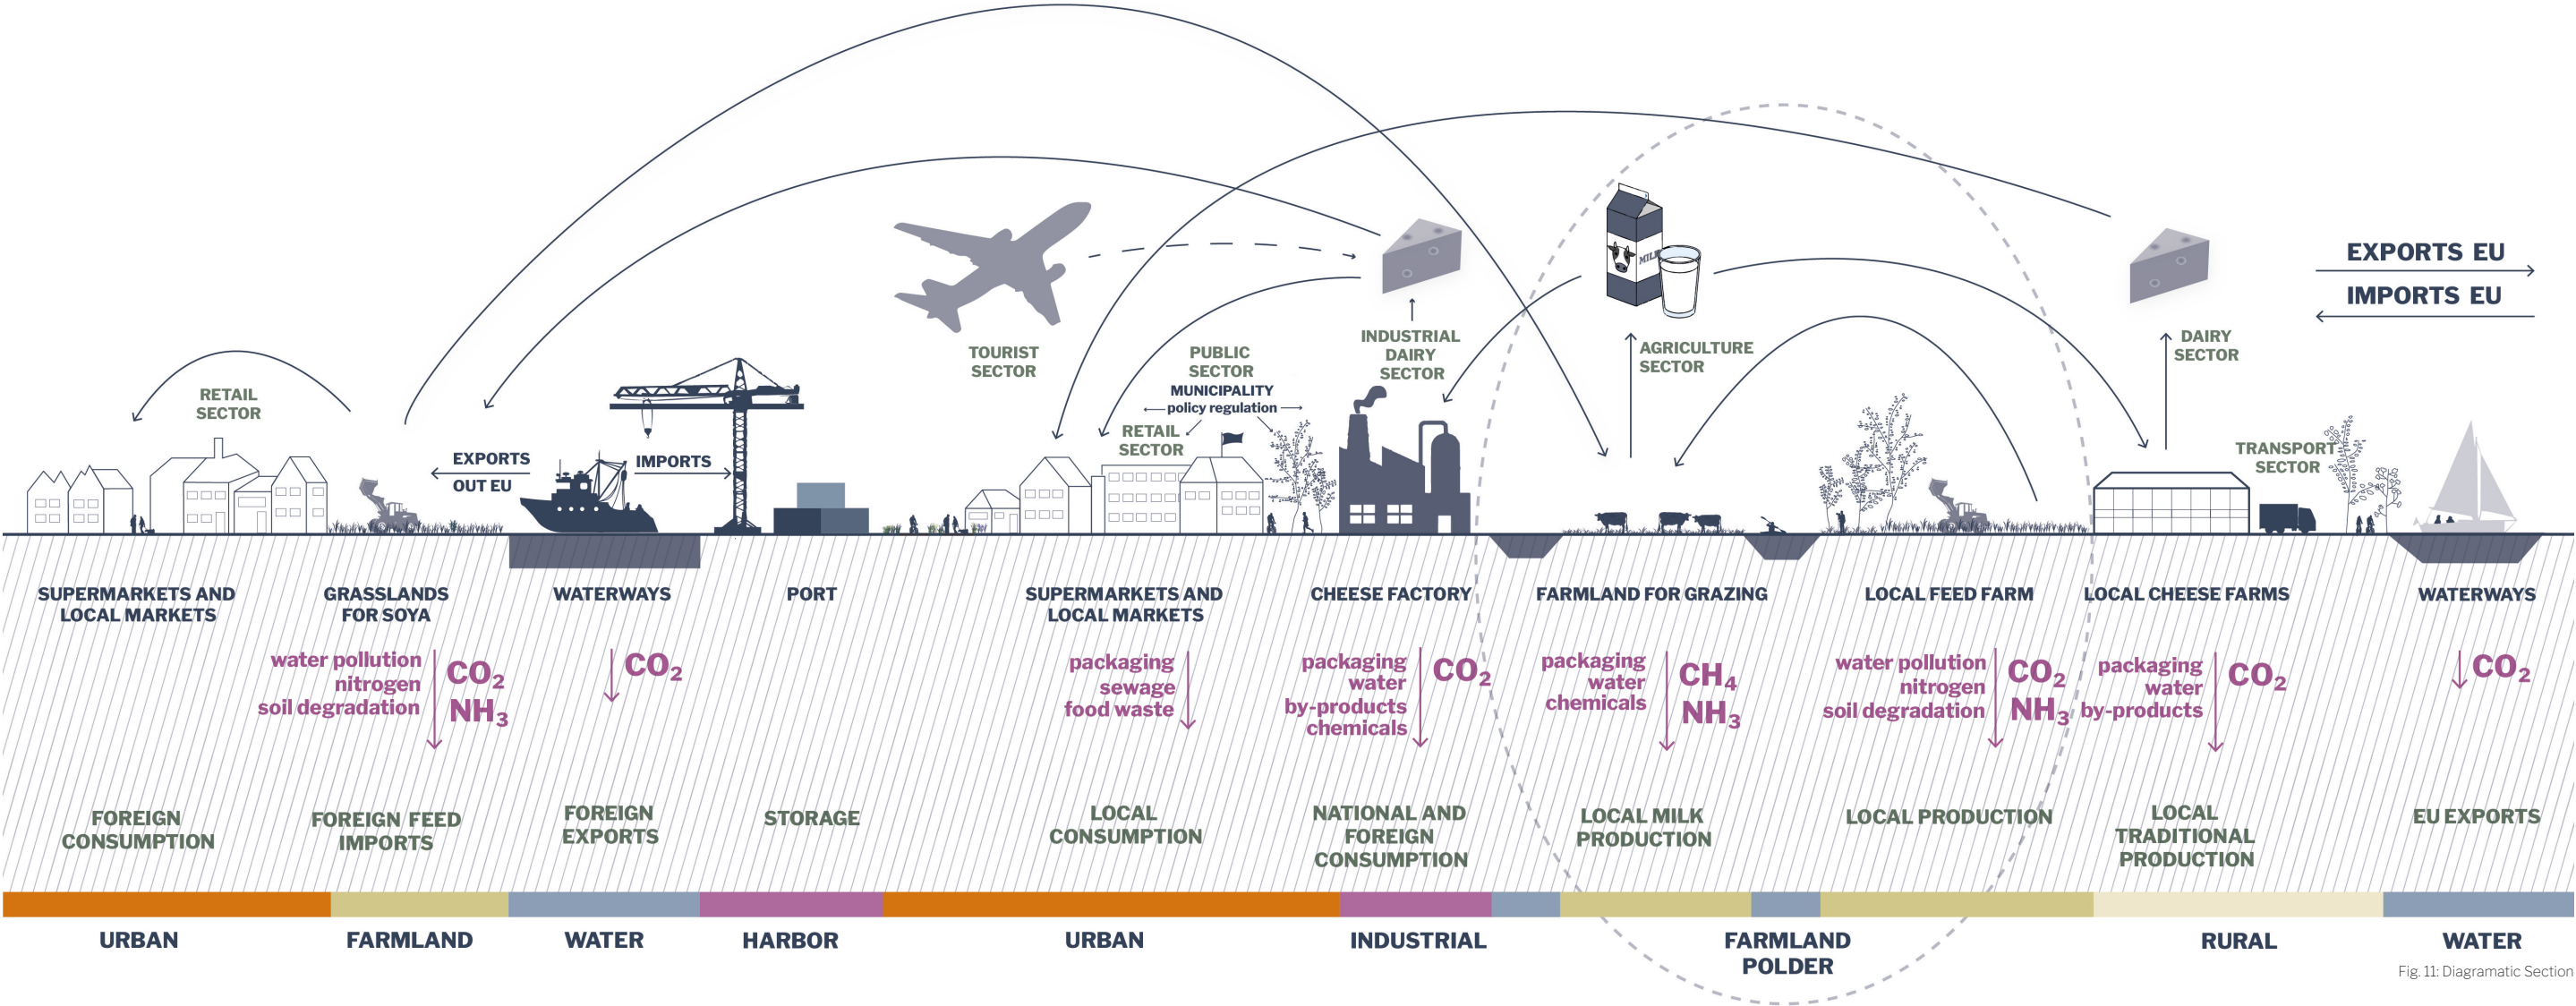 EXPORTS EU
IMPORTS EU
MILK
TOURIST
SECTOR
PUBLIC
SECTOR
MUNICIPALITY
policy regulation
RETAIL
SECTOR
INDUSTRIAL
DAIRY
SECTOR
AGRICULTURE
SECTOR
DAIRY
SECTOR
RETAIL
SECTOR
EXPORTS
OUT EU
IMPORTS
TRANSPORT
SECTOR
SUPERMARKETS AND
LOCAL MARKETS
GRASSLANDS
FOR SOYA
WATERWAYS
PORT
SUPERMARKETS AND
LOCAL MARKETS
CHEESE FACTORY
FARMLAND FOR GRAZING
LOCAL FEED FARM
LOCAL CHEESE FARMS
WATERWAYS
water pollution
nitrogen
soil degradation
CO2
NH3
CO2
packaging
sewage
food waste
packaging
water
by-products
chemicals
CO2
packaging
water
chemicals
CH4
NH3
water pollution
nitrogen
soil degradation
CO2
NH3
packaging
water
by-products
CO2
CO2
FOREIGN
CONSUMPTION
FOREIGN FEED
IMPORTS
FOREIGN
EXPORTS
STORAGE
LOCAL
CONSUMPTION
NATIONAL AND
FOREIGN
CONSUMPTION
LOCAL MILK
PRODUCTION
LOCAL PRODUCTION
LOCAL
TRADITIONAL
PRODUCTION
EU EXPORTS
URBAN
FARMLAND
WATER
HARBOR
URBAN
INDUSTRIAL
FARMLAND
POLDER
RURAL
WATER
Fig. 11: Diagramatic Section